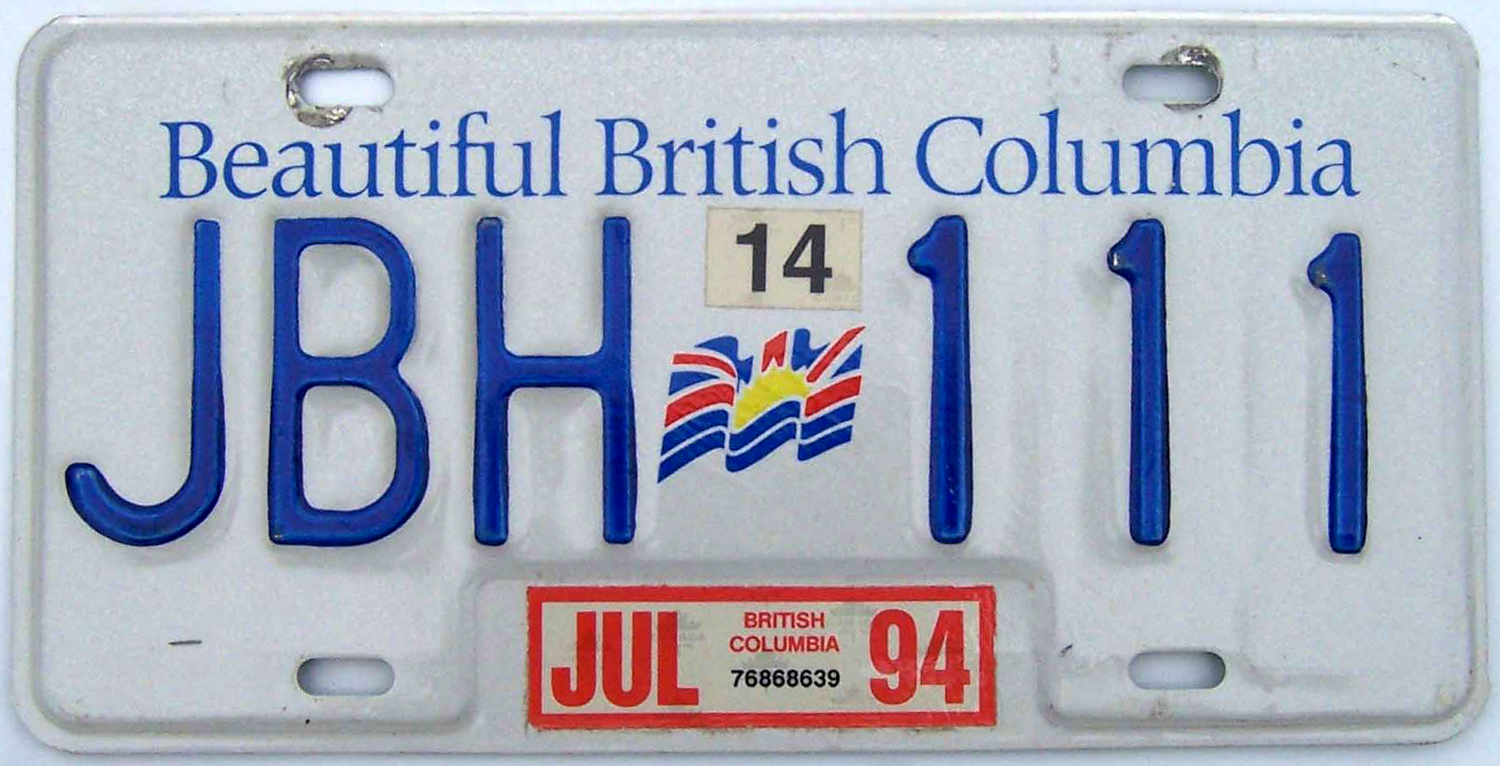 Beautiful British Columbia
14
JBH 111
JUL BRITISH COLUMBIA 94
76868639